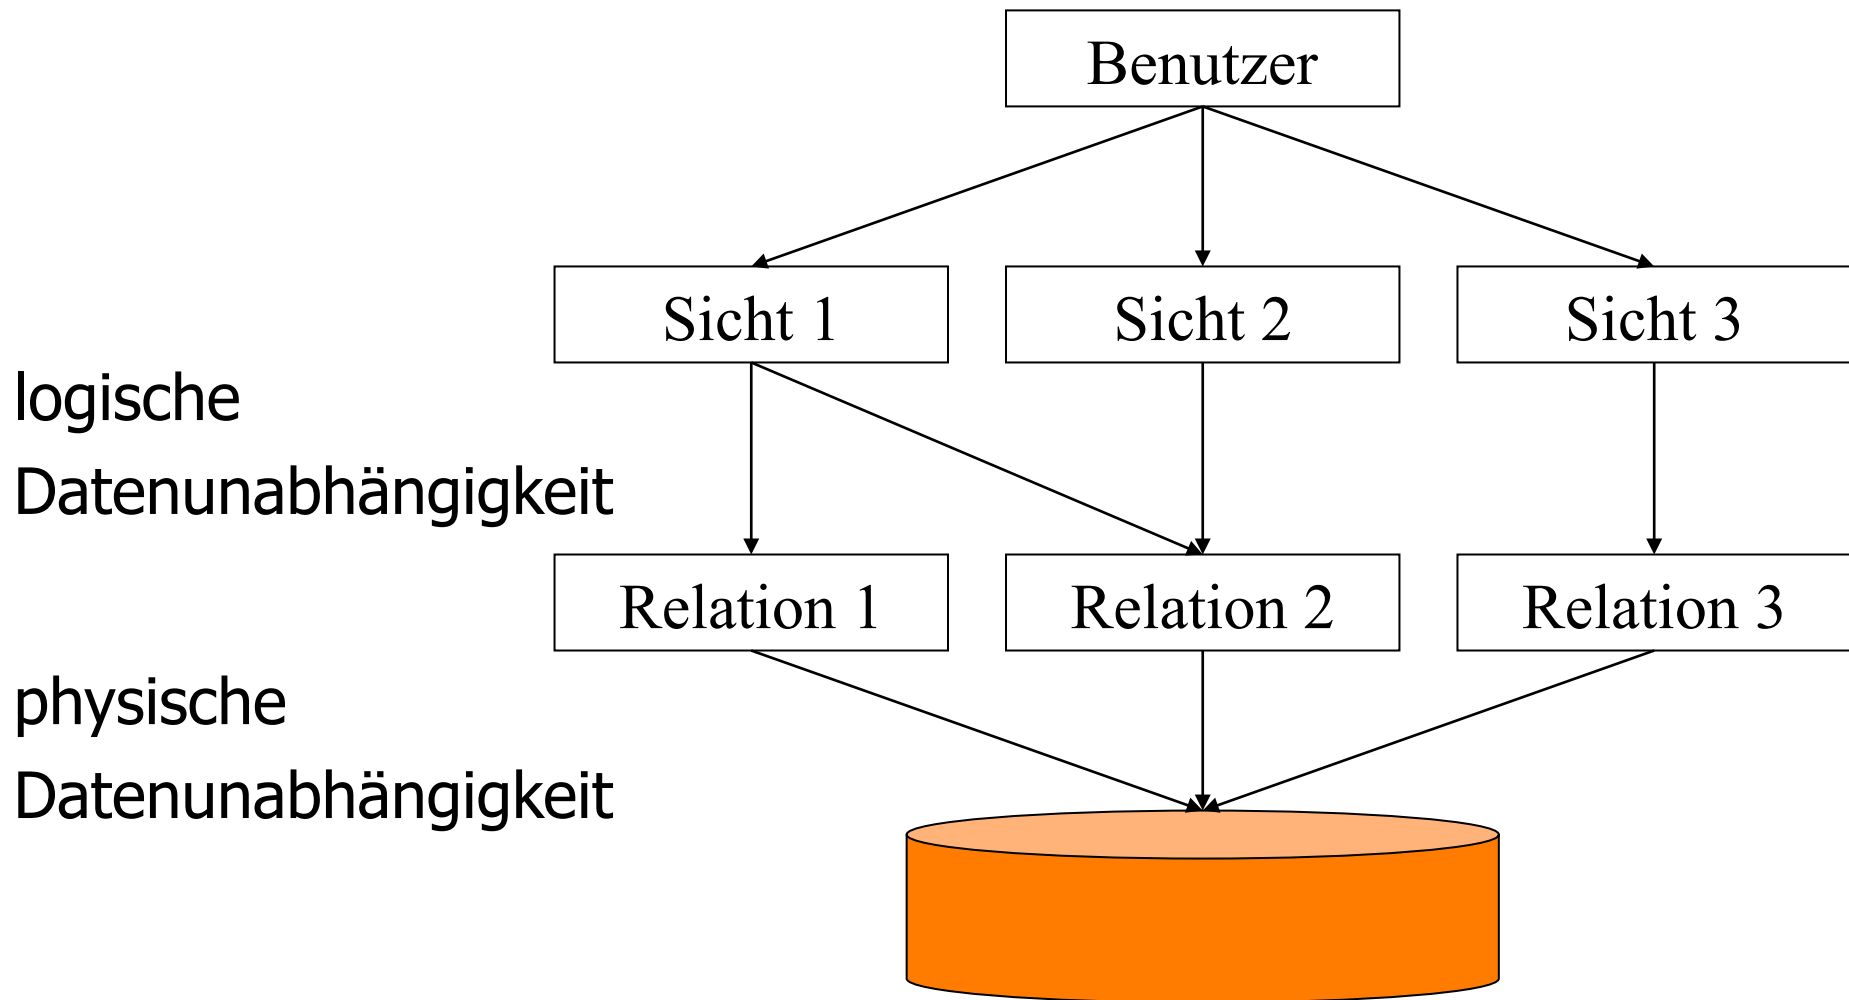 Benutzer
Sicht 1
Sicht 2
Sicht 3
logische
Datenunabhängigkeit
Relation 1
Relation 2
Relation 3
physische
Datenunabhängigkeit